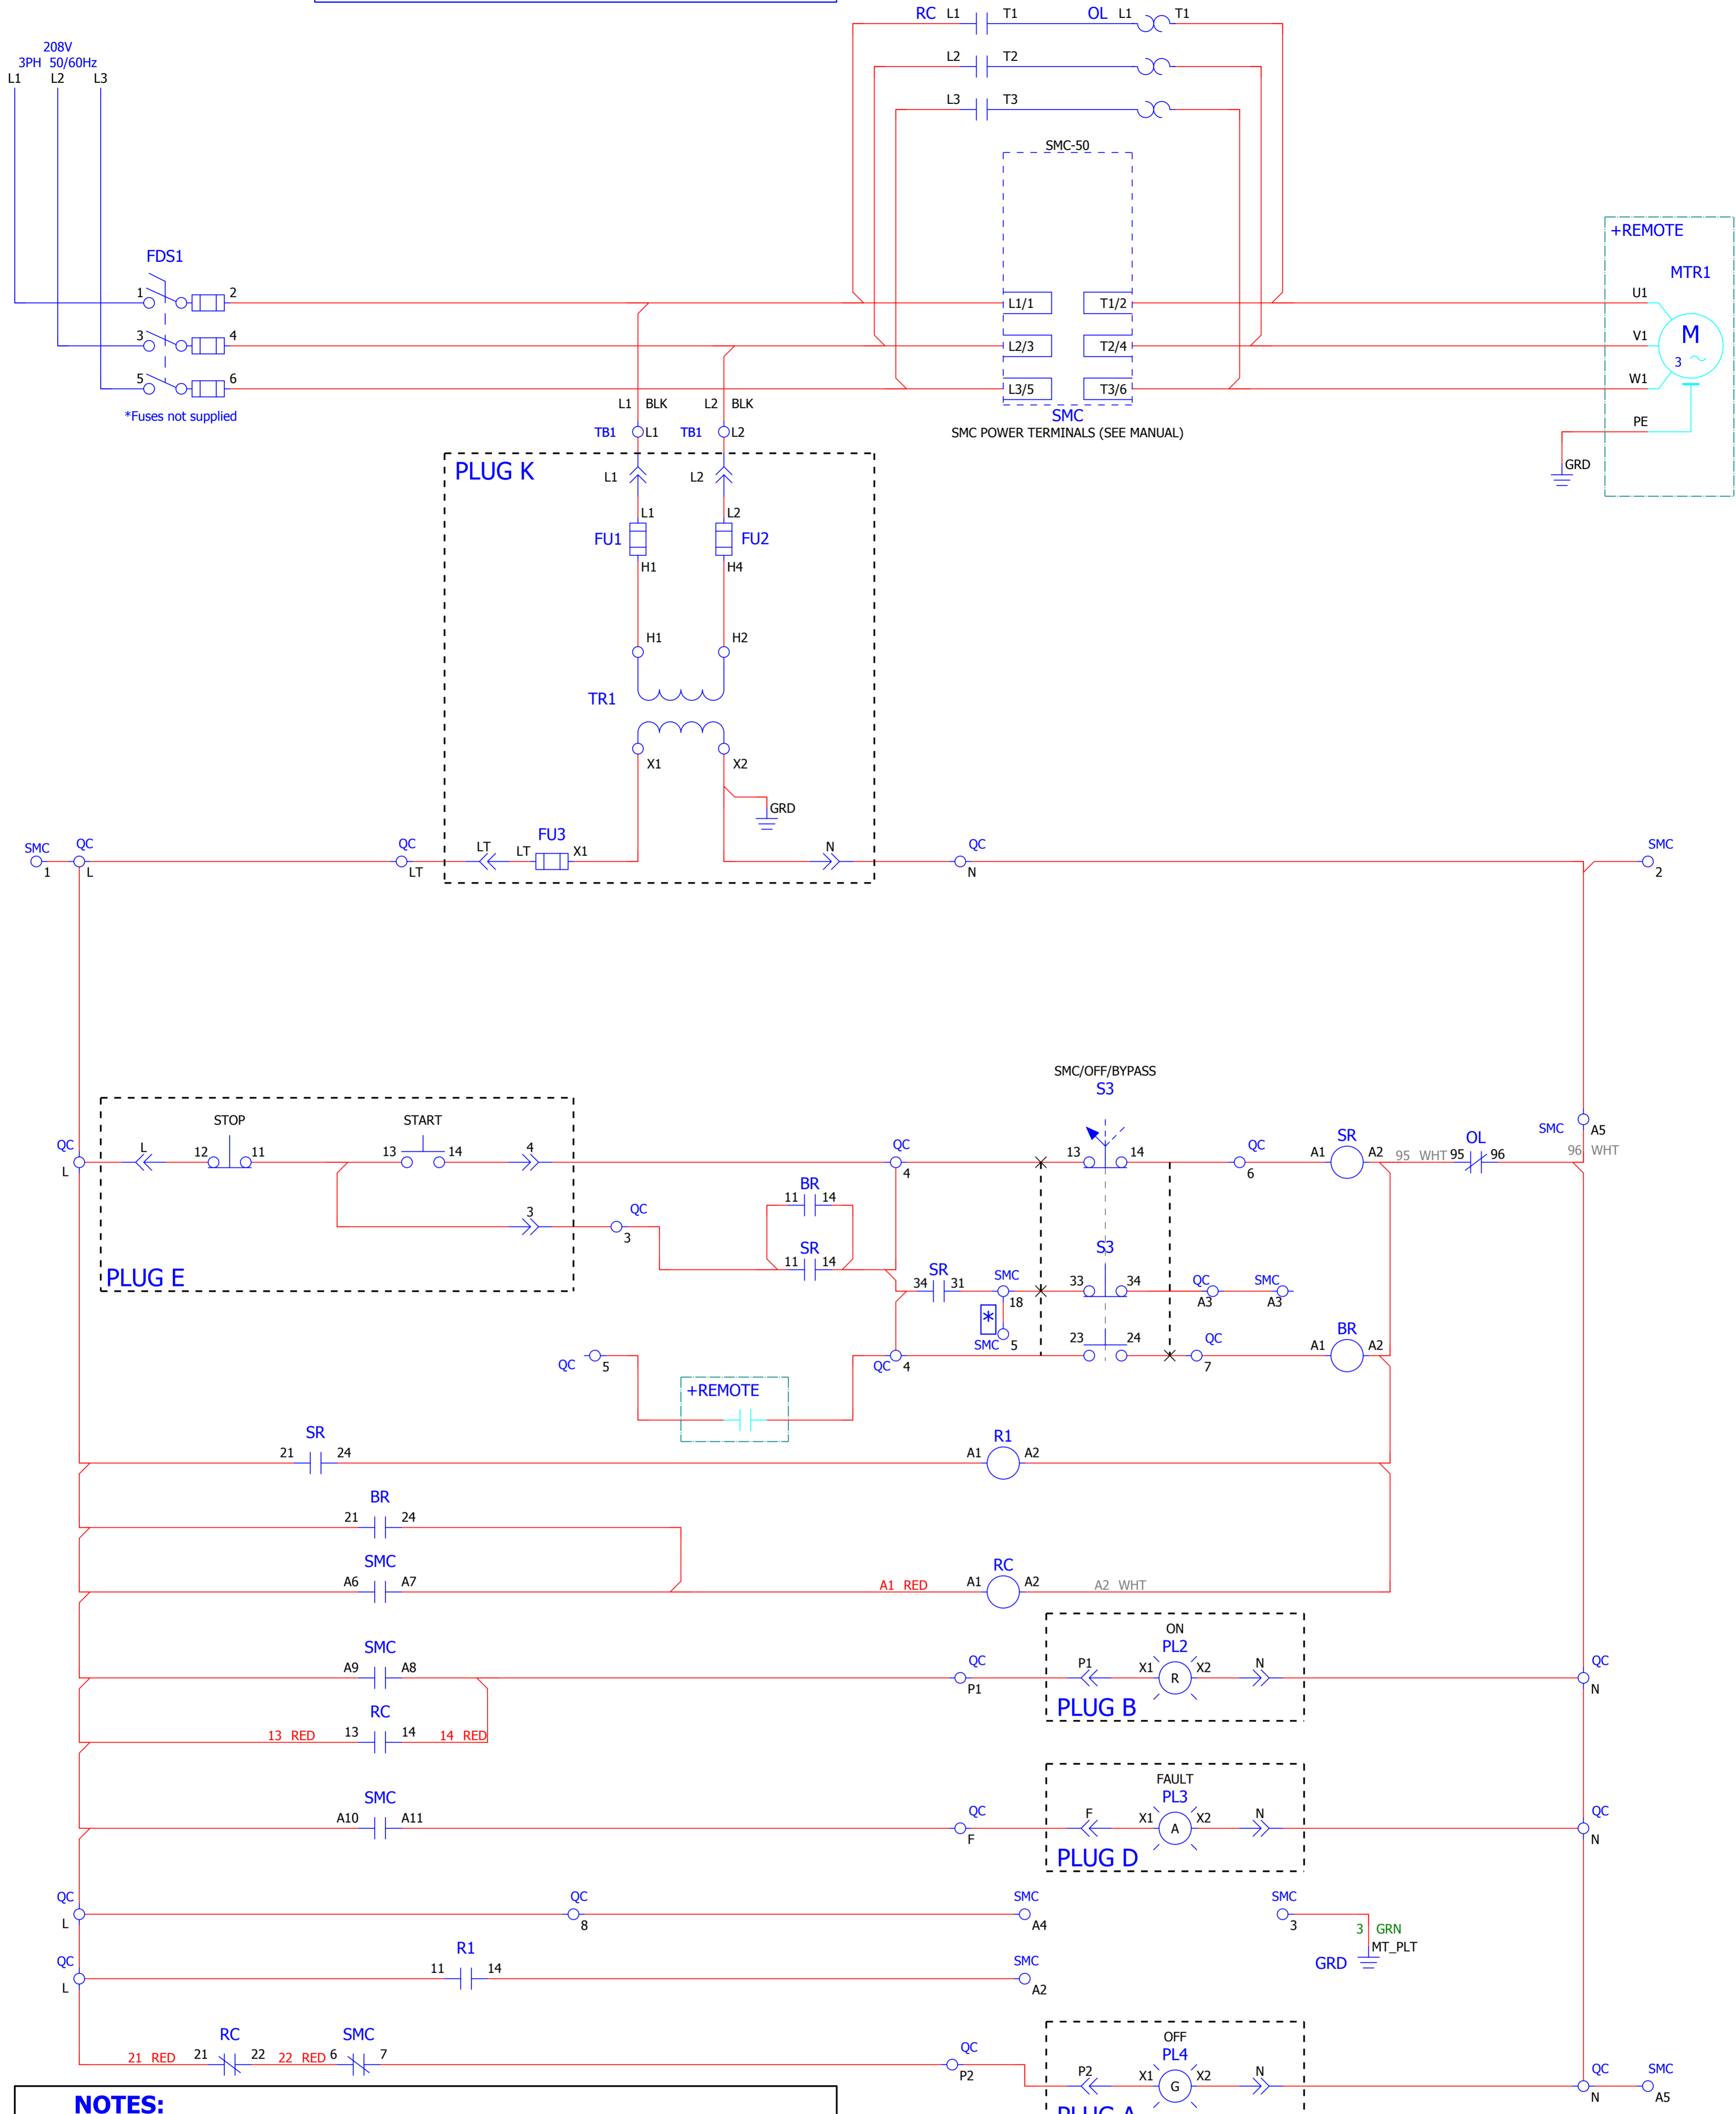 RC L1 T1 OL L1 T1
L2 T2
L3 T3
208V
3PH 50/60Hz
L1 L2 L3
SMC-50
+REMOTE
MTR1
FDS1
1 2 L1/1 T1/2 U1
3 4 L2/3 T2/4 V1 M
3
5 6 L3/5 T3/6 W1
*Fuses not supplied
L1 BLK L2 BLK
SMC
SMC POWER TERMINALS (SEE MANUAL)
PE
TB1 L1 TB1 L2
GRD
PLUG K
L1 L2
L1 L2
FU1 FU2
H1 H4
H1 H2
TR1
X1 X2
GRD
SMC QC QC LT LT FU3 X1 N QC SMC
1 L LT N 2
SMC/OFF/BYPASS
S3
STOP START
QC L 12 11 13 14 4 QC 13 14 QC SR A1 A2 95 WHT OL 95 96 SMC A5
96 WHT
L 4 6
BR
11 14
3 QC
3
SR
11 14
S3
PLUG E
SR
34 31 SMC 33 34 QC SMC
18 A3 A3
*
SMC 5 23 24 QC BR A1 A2
QC 5 QC 4 7
+REMOTE
SR
21 24 R1 A1 A2
BR
21 24
SMC
A6 A7 A1 RED RC A1 A2 A2 WHT
ON
SMC PL2
A9 A8 QC P1 X1 R X2 N QC
P1 N
PLUG B
RC
13 RED 13 14 14 RED
FAULT
SMC PL3
A10 A11 QC F X1 A X2 N QC
F N
PLUG D
QC QC SMC SMC
L 8 A4 3
3 GRN
MT_PLT
GRD
QC R1 SMC
11 14
L A2
OFF
RC SMC PL4
21 RED 21 22 22 RED 6 7 QC P2 X1 G X2 N QC SMC
P2 N A5
PLUG A
NOTES: